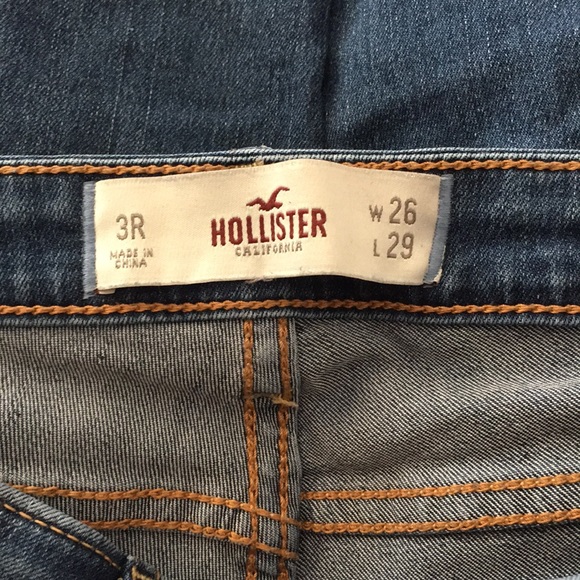 3R
MADE IN
CHINA
HOLLISTER
CALIFORNIA
W 26
L 29